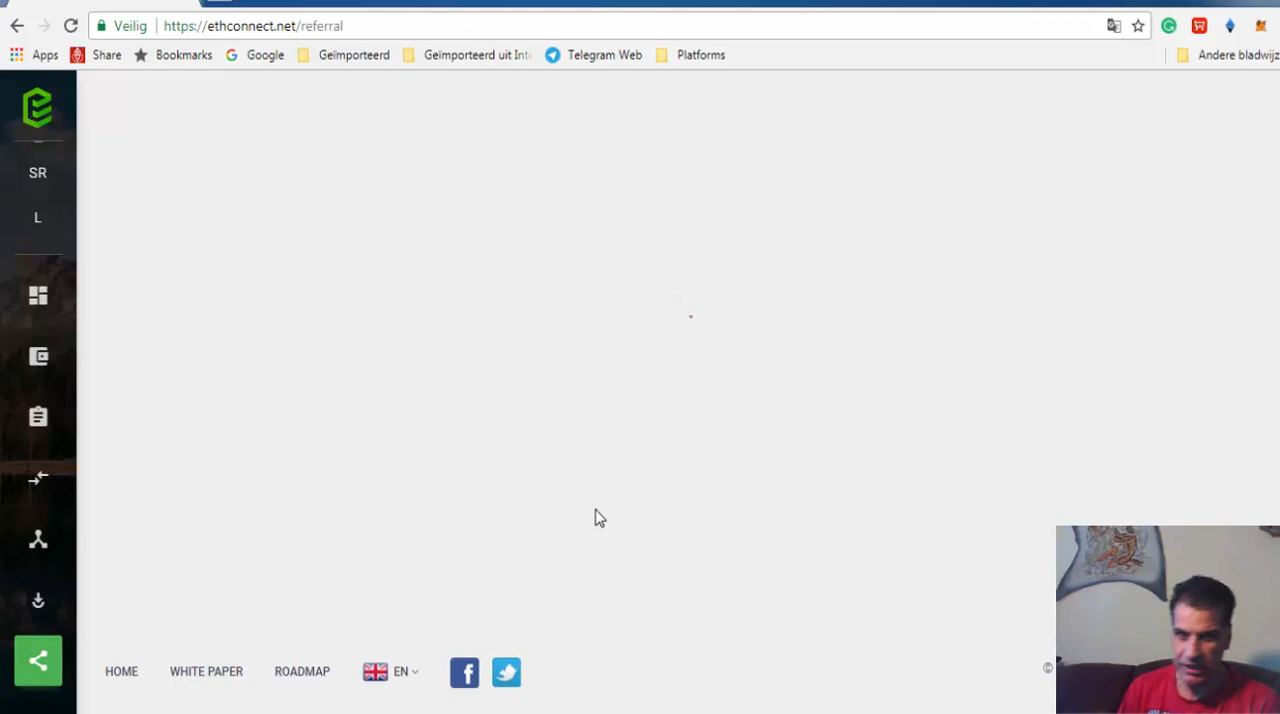 Veilig https://ethconnect.net/referral
Apps Share Bookmarks Google Geïmporteerd Geïmporteerd uit Int Telegram Web Platforms Andere bladwijz
SR
L
HOME WHITE PAPER ROADMAP EN ©